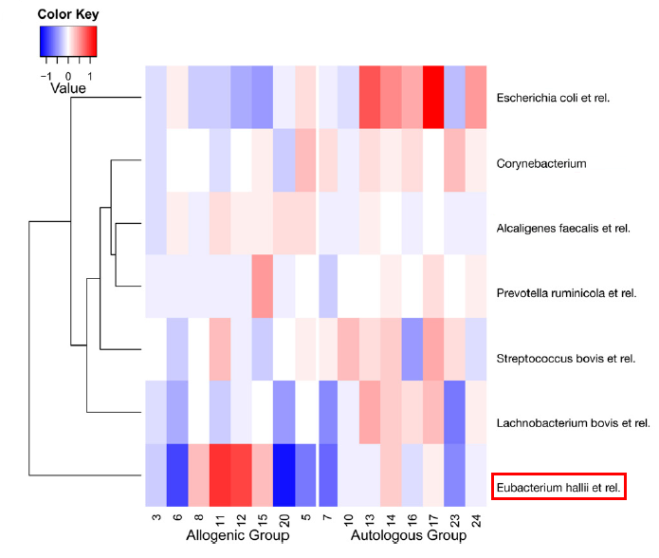 Color Key
−1 0 1
Value
Escherichia coli et rel.
Corynebacterium
Alcaligenes faecalis et rel.
Prevotella ruminicola et rel.
Streptococcus bovis et rel.
Lachnobacterium bovis et rel.
Eubacterium hallii et rel.
3 6 8 11 12 15 20 5 7 10 13 14 16 17 23 24
Allogenic Group Autologous Group